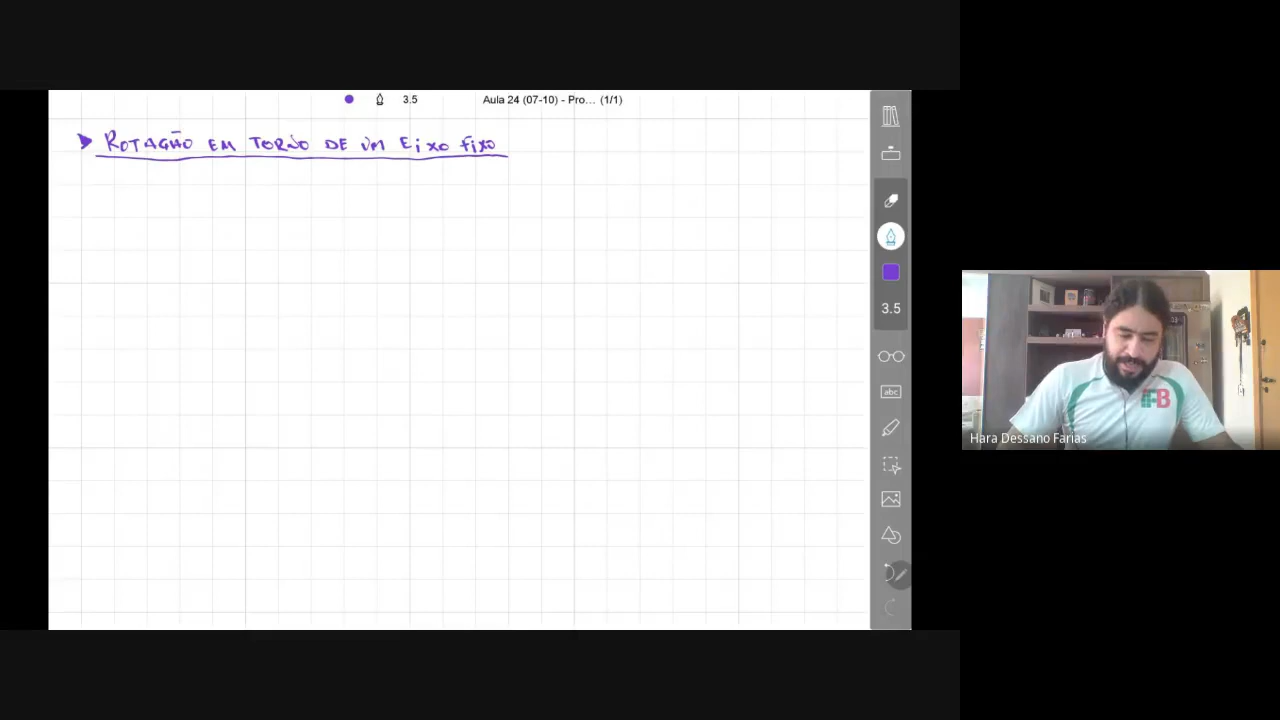 3.5 Aula 24 (07-10) - Pro... (1/1)
ROTAÇÃO EM TORNO DE UM EIXO FIXO
3.5
abc
IFB
Hara Dessano Farias